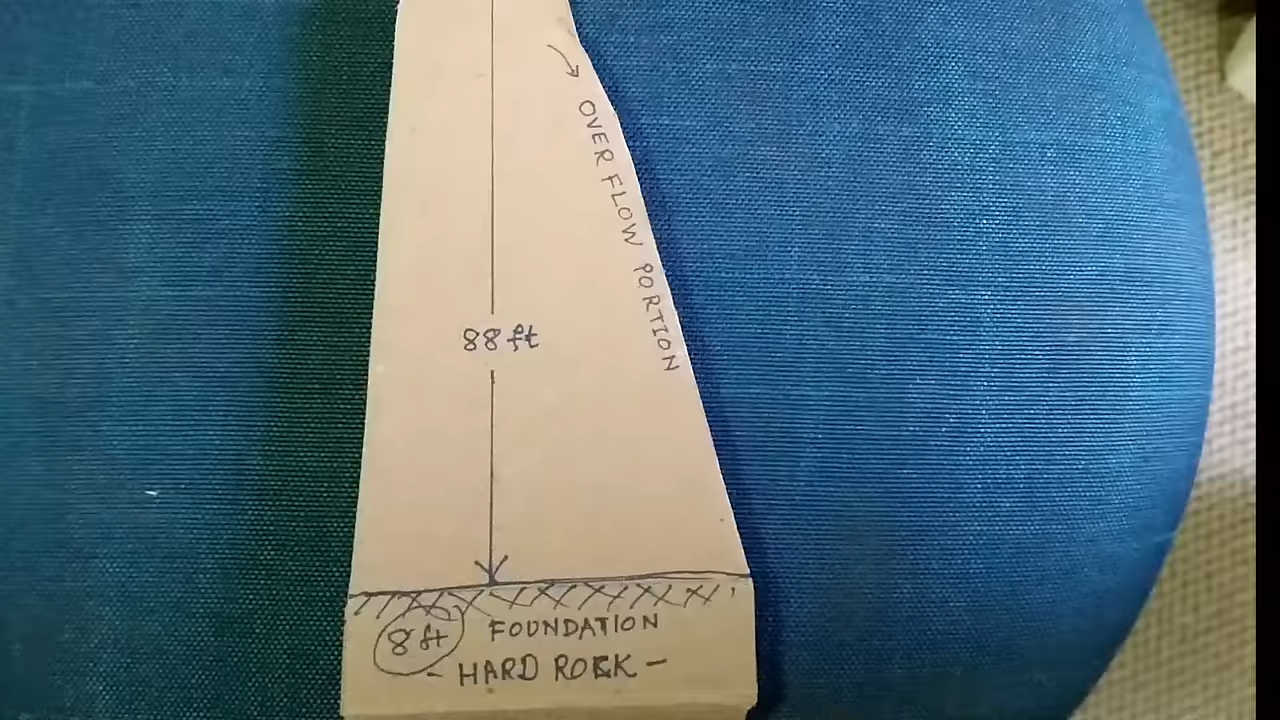 OVER FLOW PORTION
88 ft
8 ft
FOUNDATION
- HARD ROCK -